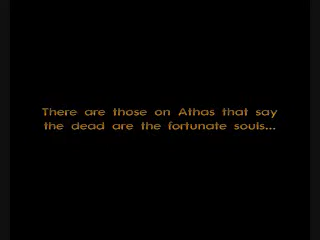 There are those on Athas that say
the dead are the fortunate souls...